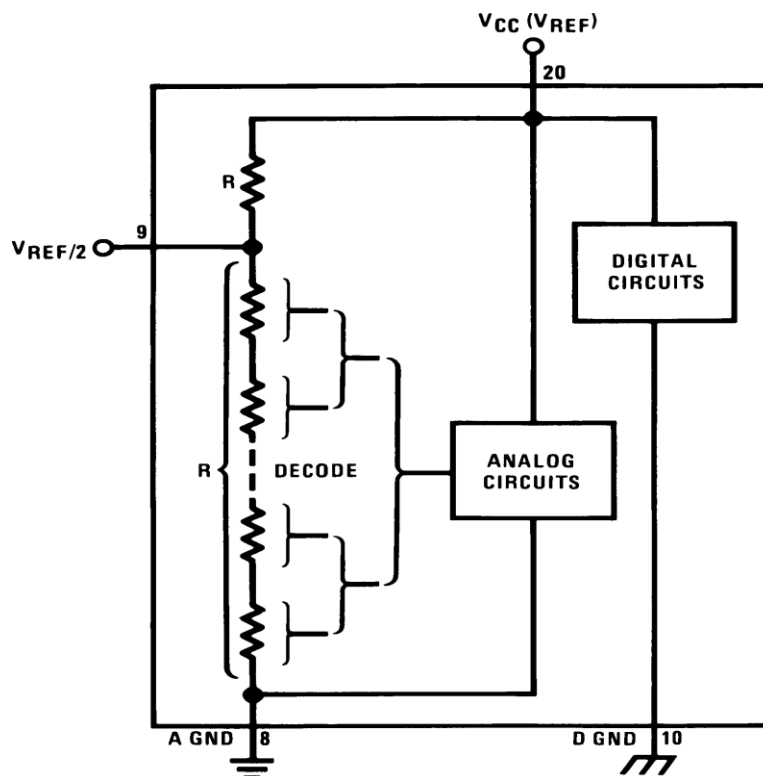 VCC (VREF)
20
R
9
VREF/2
DIGITAL
CIRCUITS
R
DECODE
ANALOG
CIRCUITS
A GND
8
D GND
10